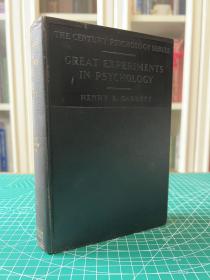 THE CENTURY PSYCHOLOGY SERIES
GREAT EXPERIMENTS
IN PSYCHOLOGY
HENRY E. GARRETT